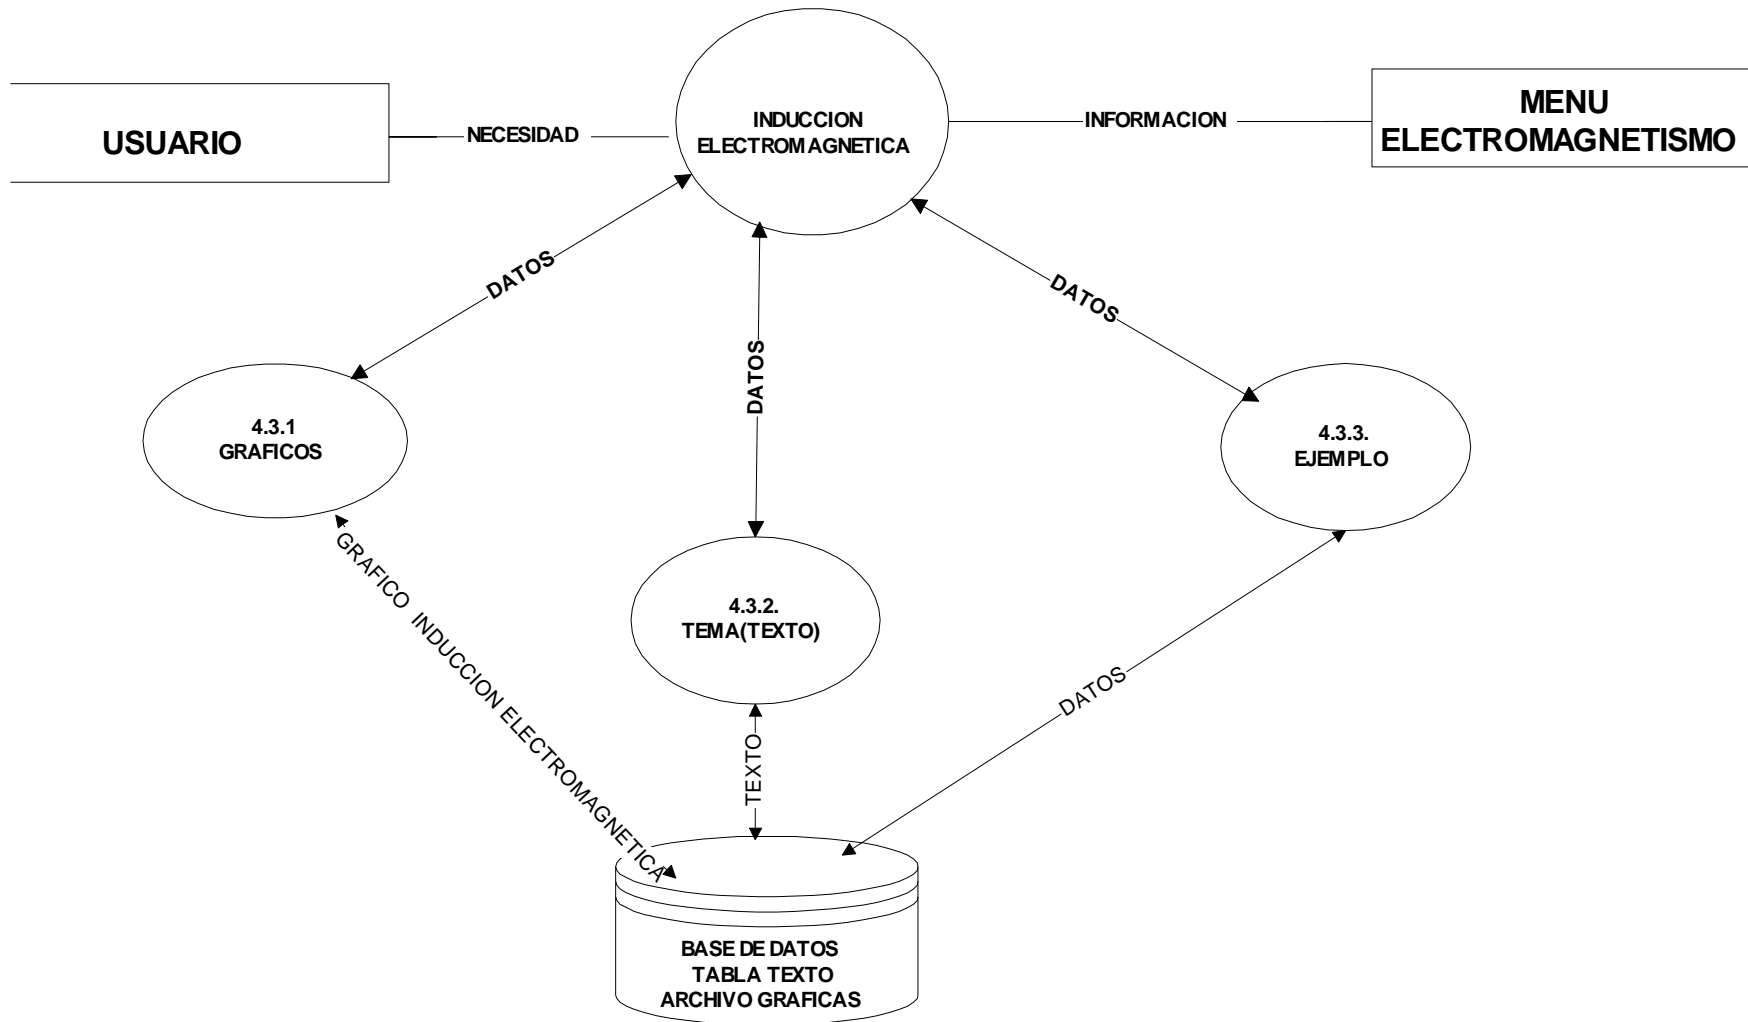 INDUCCION
ELECTROMAGNETICA
USUARIO
NECESIDAD
INFORMACION
MENU
ELECTROMAGNETISMO
DATOS
DATOS
DATOS
4.3.1
GRAFICOS
4.3.3.
EJEMPLO
4.3.2.
TEMA(TEXTO)
GRAFICO INDUCCION ELECTROMAGNETICA
TEXTO
DATOS
BASE DE DATOS
TABLA TEXTO
ARCHIVO GRAFICAS